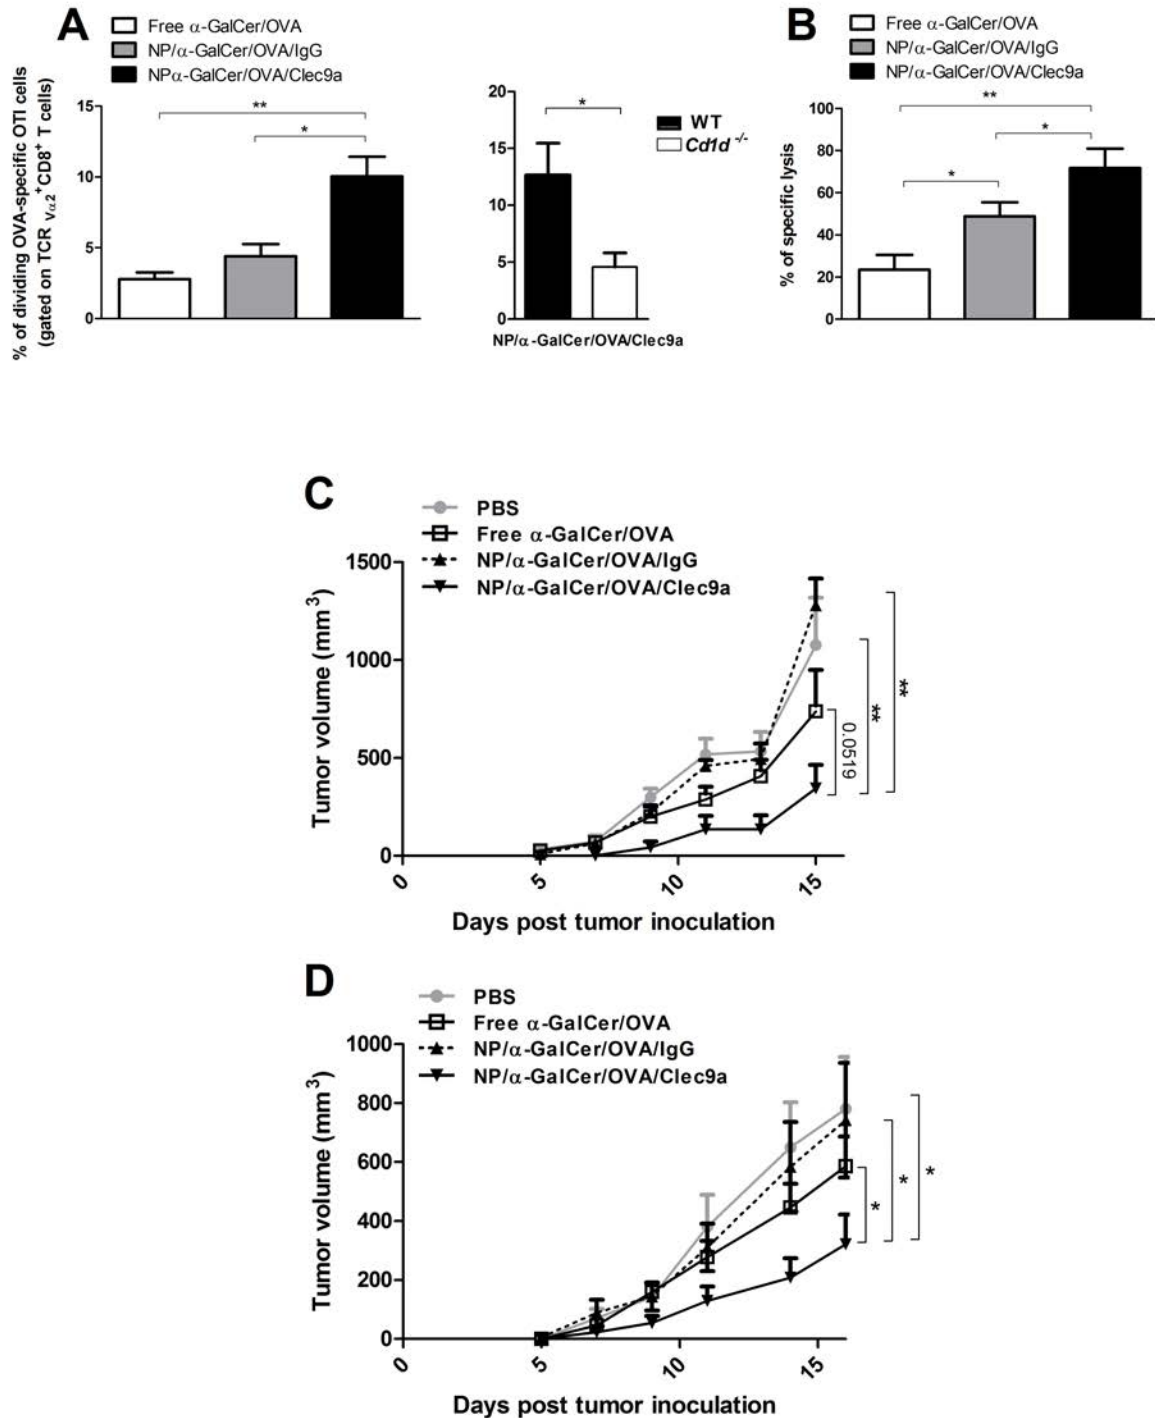 A
Free α-GalCer/OVA
NP/α-GalCer/OVA/IgG
NPα-GalCer/OVA/Clec9a
% of dividing OVA-specific OTI cells
(gated on TCR Vα2+CD8+ T cells)
15
10
5
0
**
*
20
15
10
5
0
*
WT
Cd1d -/-
NP/α-GalCer/OVA/Clec9a
B
Free α-GalCer/OVA
NP/α-GalCer/OVA/IgG
NP/α-GalCer/OVA/Clec9a
% of specific lysis
100
80
60
40
20
0
**
*
*
C
PBS
Free α-GalCer/OVA
NP/α-GalCer/OVA/IgG
NP/α-GalCer/OVA/Clec9a
Tumor volume (mm3)
1500
1000
500
0
0 5 10 15
Days post tumor inoculation
0.0519
**
**
D
PBS
Free α-GalCer/OVA
NP/α-GalCer/OVA/IgG
NP/α-GalCer/OVA/Clec9a
Tumor volume (mm3)
1000
800
600
400
200
0
0 5 10 15
Days post tumor inoculation
*
*
*